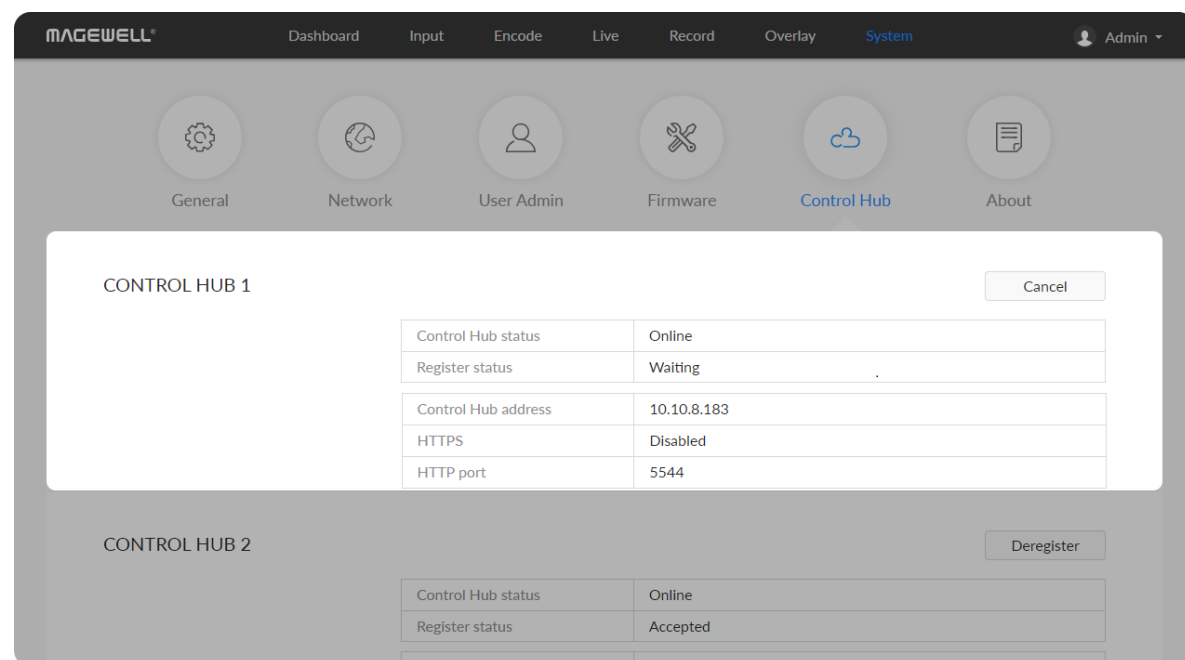 MAGEWELL® Dashboard Input Encode Live Record Overlay System Admin
General Network User Admin Firmware Control Hub About
CONTROL HUB 1 Cancel
Control Hub status Online
Register status Waiting .
Control Hub address 10.10.8.183
HTTPS Disabled
HTTP port 5544
CONTROL HUB 2 Deregister
Control Hub status Online
Register status Accepted